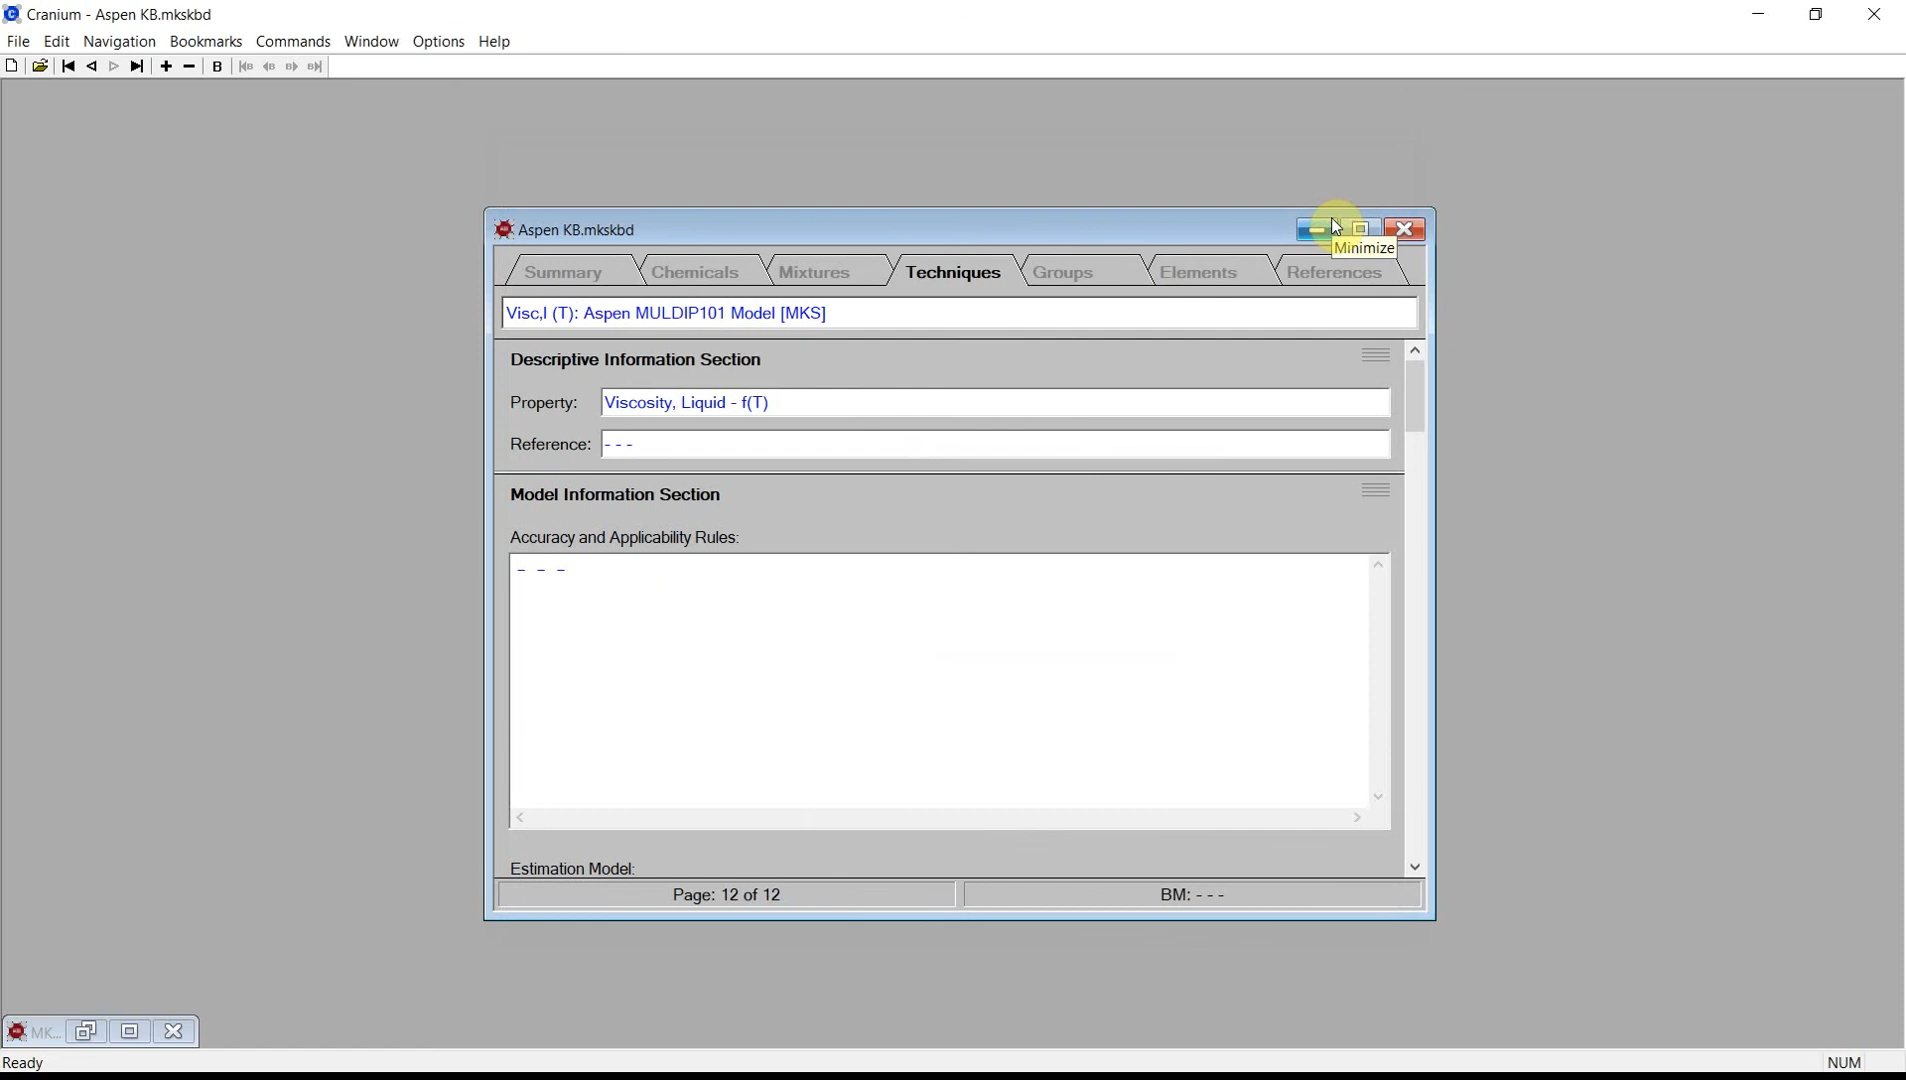 Cranium - Aspen KB.mkskbd
File Edit Navigation Bookmarks Commands Window Options Help
B B B B B
Aspen KB.mkskbd
Minimize
Summary Chemicals Mixtures Techniques Groups Elements References
Visc,l (T): Aspen MULDIP101 Model [MKS]
Descriptive Information Section
Property: Viscosity, Liquid - f(T)
Reference: - - -
Model Information Section
Accuracy and Applicability Rules:
- - -
Estimation Model:
Page: 12 of 12 BM: - - -
MK...
Ready NUM